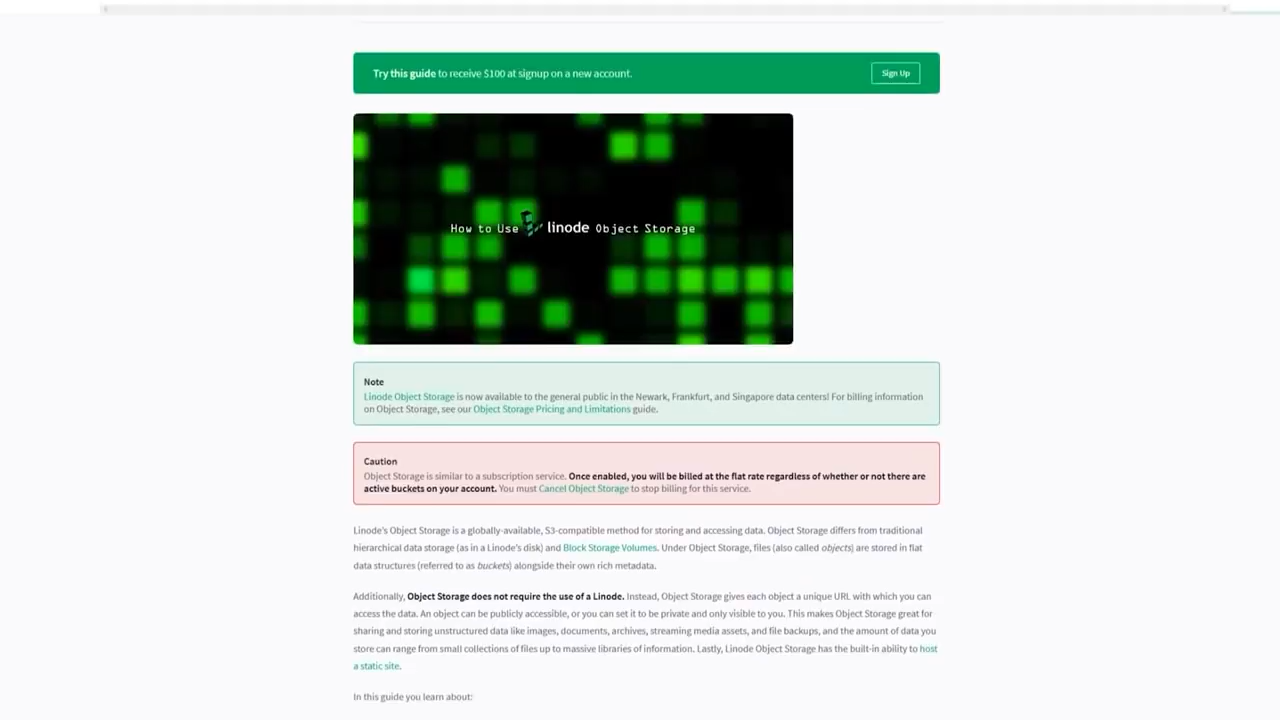 Try this guide to receive $100 at signup on a new account.
Sign Up
How to Use linode Object Storage
Note
Linode Object Storage is now available to the general public in the Newark, Frankfurt, and Singapore data centers! For billing information
on Object Storage, see our Object Storage Pricing and Limitations guide.
Caution
Object Storage is similar to a subscription service. Once enabled, you will be billed at the flat rate regardless of whether or not there are
active buckets on your account. You must Cancel Object Storage to stop billing for this service.
Linode's Object Storage is a globally-available, S3-compatible method for storing and accessing data. Object Storage differs from traditional
hierarchical data storage (as in a Linode's disk) and Block Storage Volumes. Under Object Storage, files (also called objects) are stored in flat
data structures (referred to as buckets) alongside their own rich metadata.
Additionally, Object Storage does not require the use of a Linode. Instead, Object Storage gives each object a unique URL with which you can
access the data. An object can be publicly accessible, or you can set it to be private and only visible to you. This makes Object Storage great for
sharing and storing unstructured data like images, documents, archives, streaming media assets, and file backups, and the amount of data you
store can range from small collections of files up to massive libraries of information. Lastly, Linode Object Storage has the built-in ability to host
a static site.
In this guide you learn about: